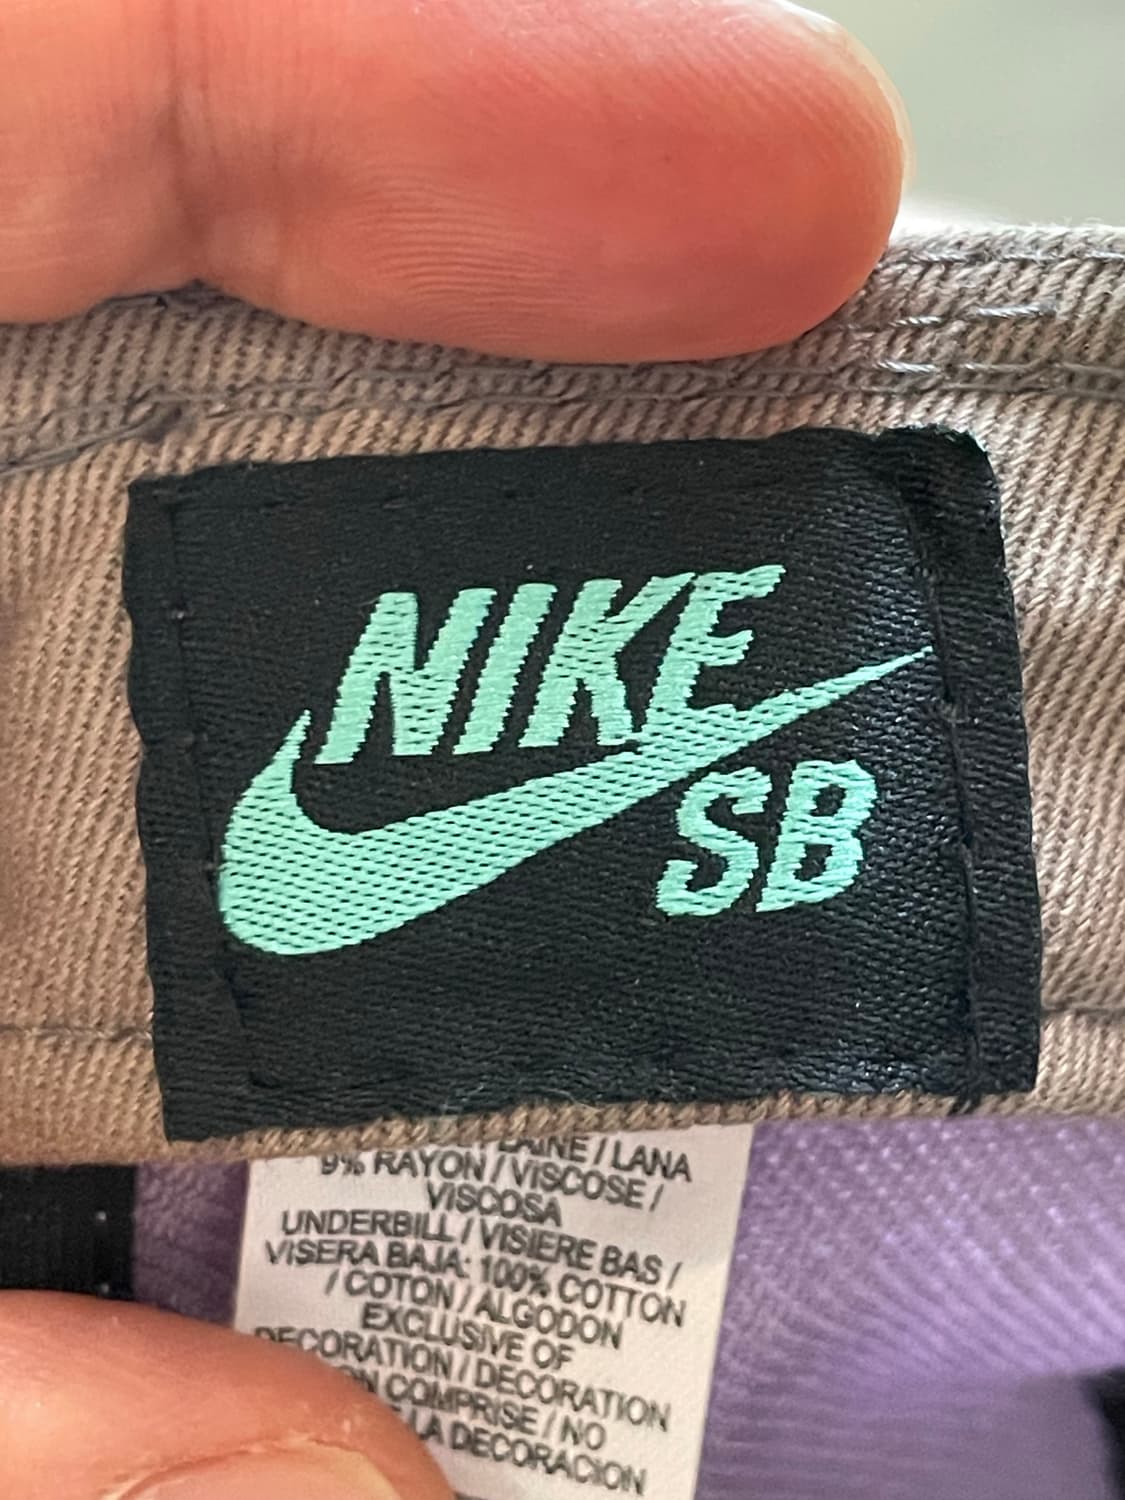 NIKE
SB
LAINE / LANA
9% RAYON / VISCOSE /
VISCOSA
UNDERBILL / VISIERE BAS /
VISERA BAJA: 100% COTTON
/ COTON / ALGODON
EXCLUSIVE OF
DECORATION / DECORATION
COMPRISE / NO
LA DECORACION